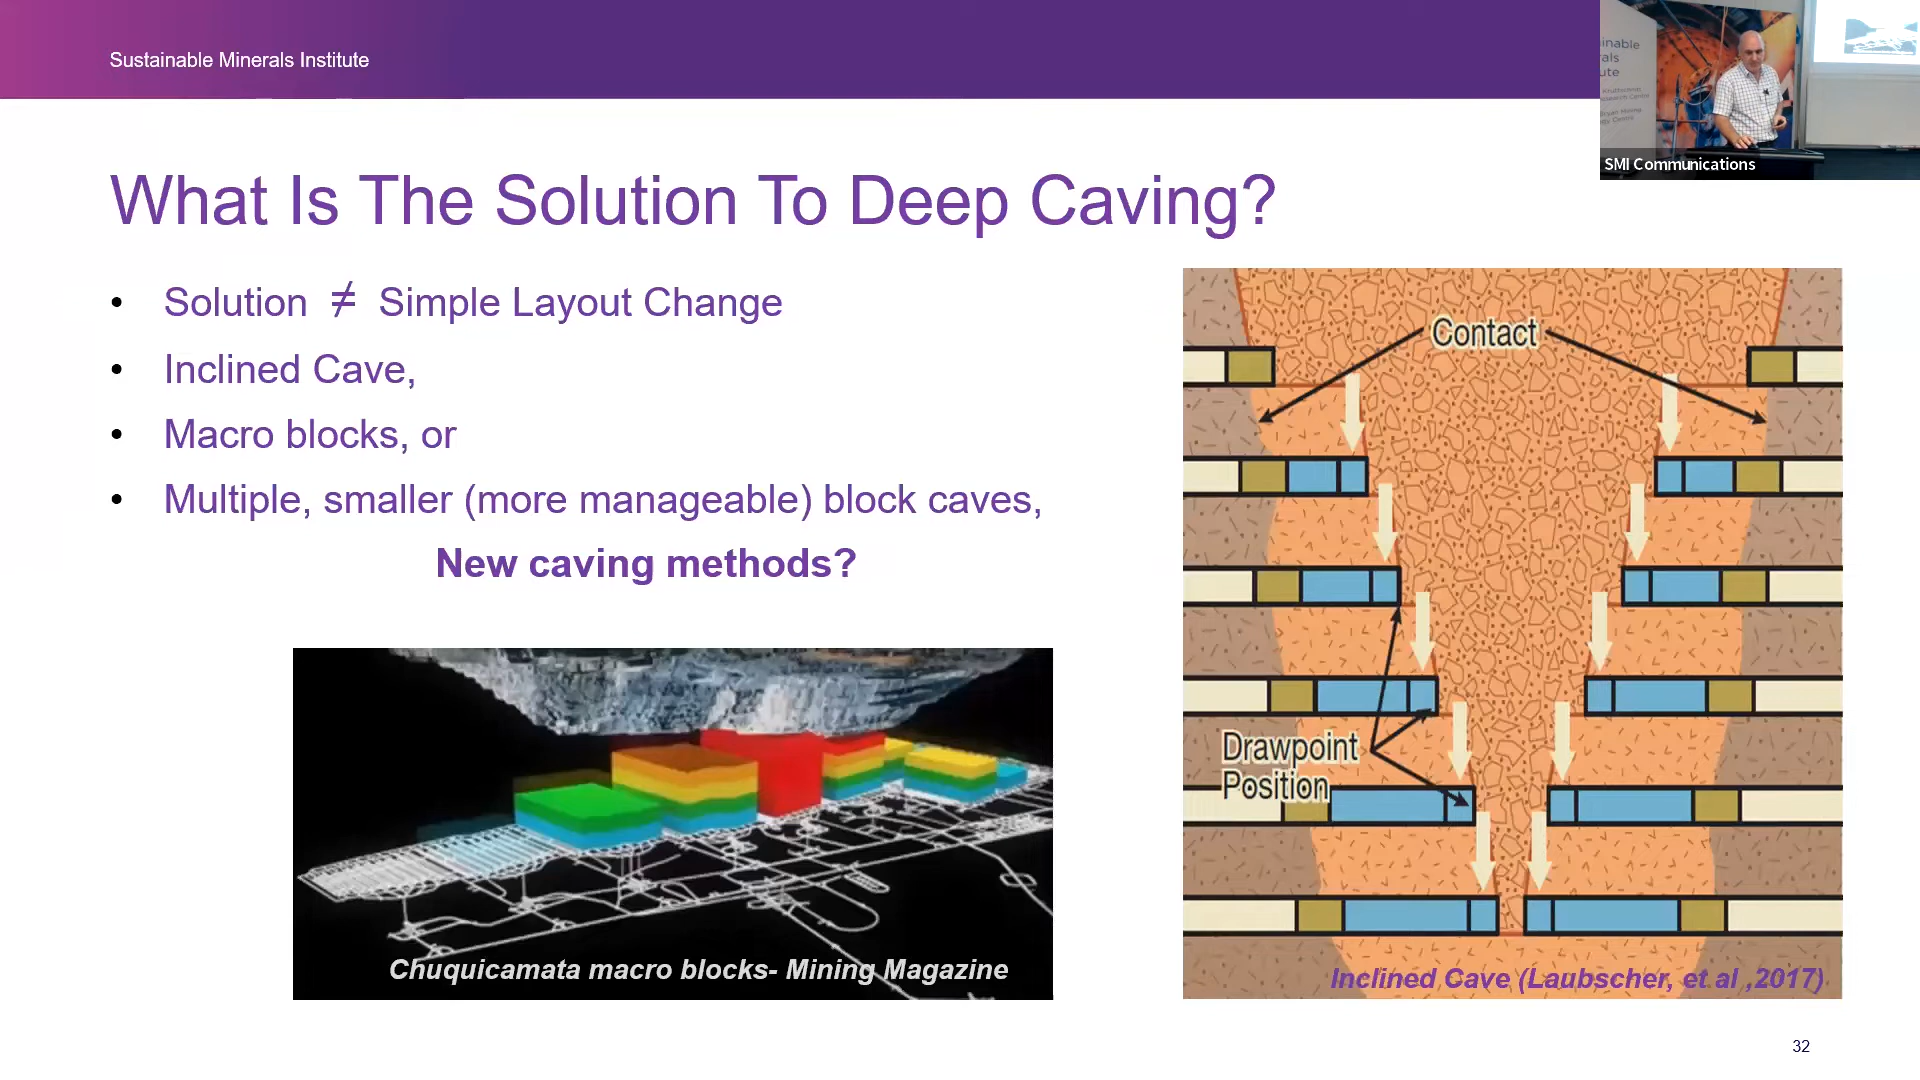 Sustainable Minerals Institute
SMI Communications
What Is The Solution To Deep Caving?
• Solution ≠ Simple Layout Change
• Inclined Cave,
• Macro blocks, or
• Multiple, smaller (more manageable) block caves,
New caving methods?
Chuquicamata macro blocks- Mining Magazine
Contact
Drawpoint
Position
Inclined Cave (Laubscher, et al ,2017)
32